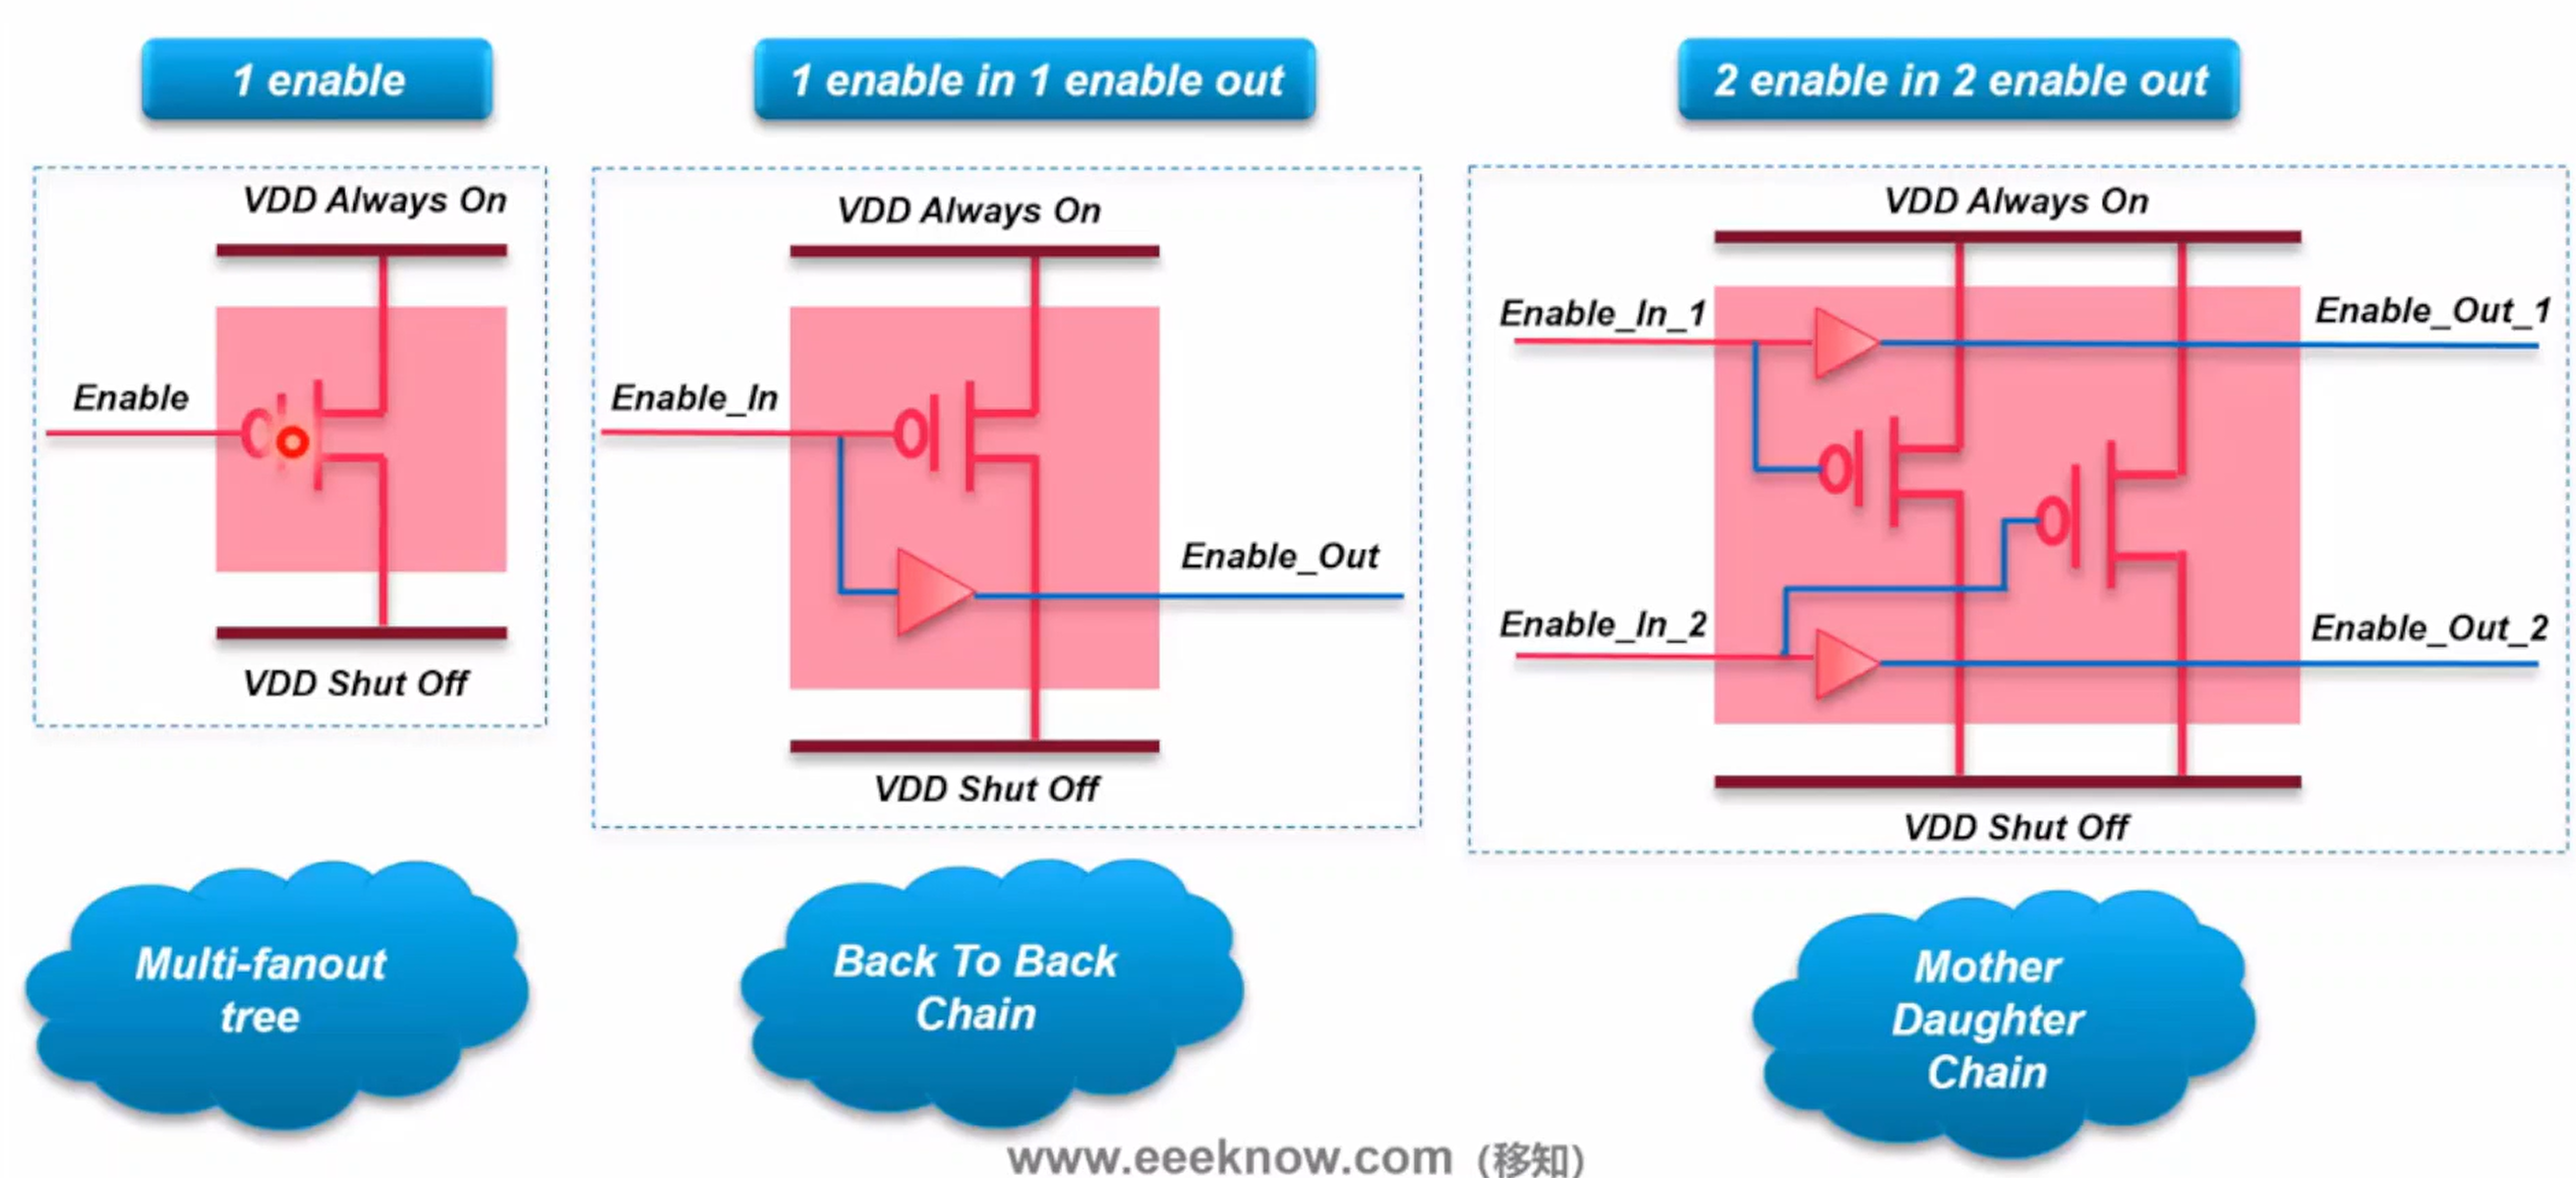 1 enable
1 enable in 1 enable out
2 enable in 2 enable out
VDD Always On
Enable
VDD Shut Off
VDD Always On
Enable_In
Enable_Out
VDD Shut Off
VDD Always On
Enable_In_1
Enable_Out_1
Enable_In_2
Enable_Out_2
VDD Shut Off
Multi-fanout
tree
Back To Back
Chain
Mother
Daughter
Chain
www.eeeknow.com（移知）